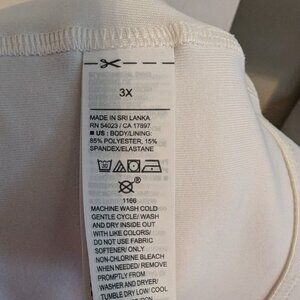 3X
MADE IN SRI LANKA
RN 54023 / CA 17897
■ US : BODY/LINING:
85% POLYESTER, 15%
SPANDEX/ELASTANE
1166
MACHINE WASH COLD
GENTLE CYCLE/ WASH
AND DRY INSIDE OUT
WITH LIKE COLORS/
DO NOT USE FABRIC
SOFTENER/ ONLY
NON-CHLORINE BLEACH
WHEN NEEDED/ REMOVE
PROMPTLY FROM
WASHER AND DRYER/
TUMBLE DRY LOW/ COOL